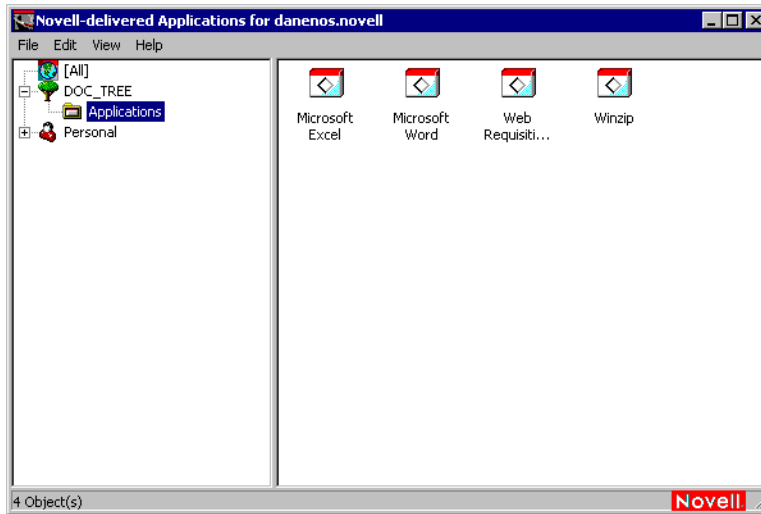 Novell-delivered Applications for danenos.novell
File Edit View Help
[All]
DOC_TREE
Applications
Personal
Microsoft Excel
Microsoft Word
Web Requisiti...
Winzip
4 Object(s)
Novell